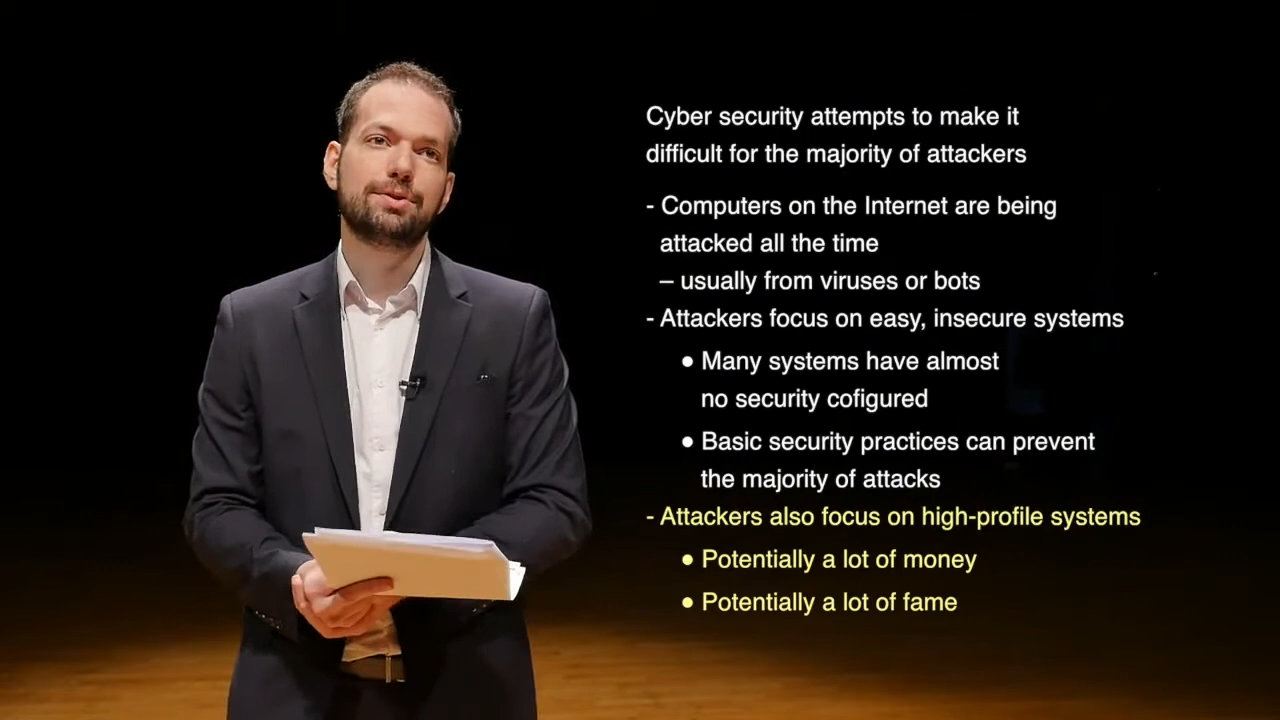 Cyber security attempts to make it
difficult for the majority of attackers
- Computers on the Internet are being
attacked all the time
– usually from viruses or bots
- Attackers focus on easy, insecure systems
● Many systems have almost
no security cofigured
● Basic security practices can prevent
the majority of attacks
- Attackers also focus on high-profile systems
● Potentially a lot of money
● Potentially a lot of fame